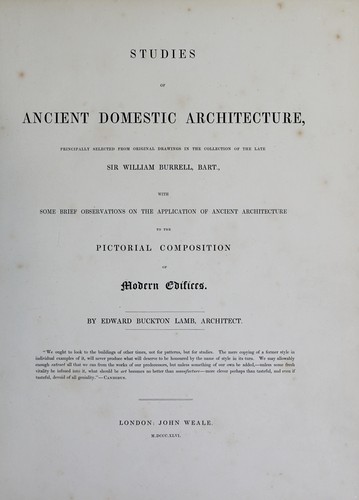 STUDIES
OF
ANCIENT DOMESTIC ARCHITECTURE,
PRINCIPALLY SELECTED FROM ORIGINAL DRAWINGS IN THE COLLECTION OF THE LATE
SIR WILLIAM BURRELL, BART.,
WITH
SOME BRIEF OBSERVATIONS ON THE APPLICATION OF ANCIENT ARCHITECTURE
TO THE
PICTORIAL COMPOSITION
OF
Modern Edifices.
BY EDWARD BUCKTON LAMB, ARCHITECT.
"We ought to look to the buildings of other times, not for patterns, but for studies. The mere copying of a former style in
individual examples of it, will never produce what will deserve to be honoured by the name of style in its turn. We may allowably
enough extract all that we can from the works of our predecessors, but unless something of our own be added,—unless some fresh
vitality be infused into it, what should be art becomes no better than manufacture—more showy perhaps than tasteful, and even if
tasteful, devoid of all geniality."—CANDIDUS.
LONDON: JOHN WEALE.
M.DCCC.XLVI.